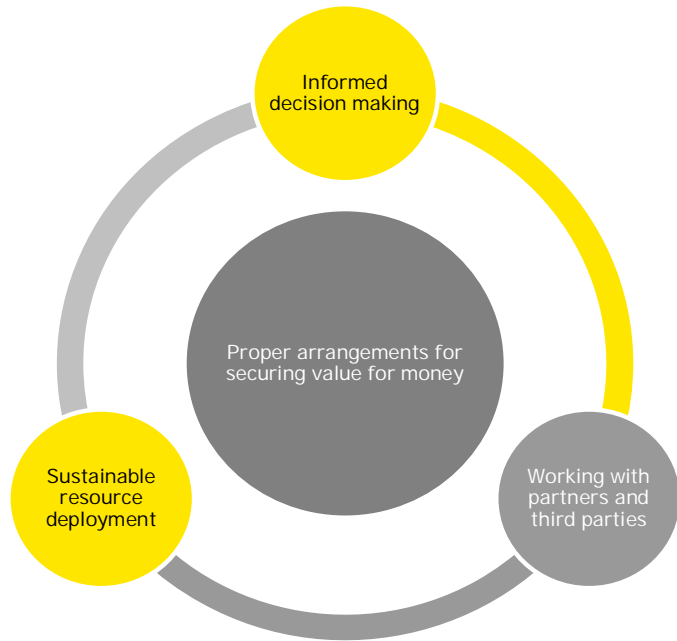 Informed
decision making
Proper arrangements for
securing value for money
Sustainable
resource
deployment
Working with
partners and
third parties